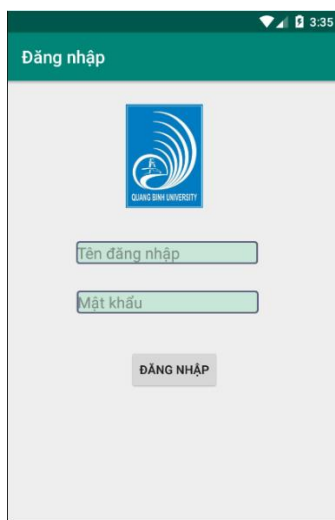 3:35
Đăng nhập
QUANG BINH UNIVERSITY
Tên đăng nhập
Mật khẩu
ĐĂNG NHẬP